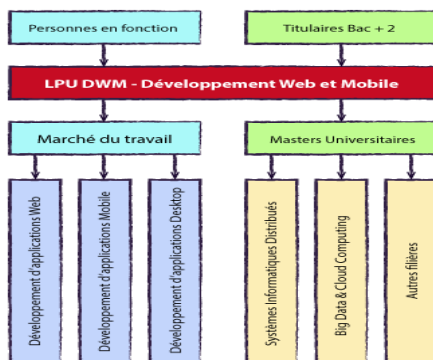 Personnes en fonction
Titulaires Bac + 2
LPU DWM - Développement Web et Mobile
Marché du travail
Masters Universitaires
Développement d'applications Web
Développement d'applications Mobile
Développement d'applications Desktop
Systèmes Informatiques Distribués
Big Data & Cloud Computing
Autres filières